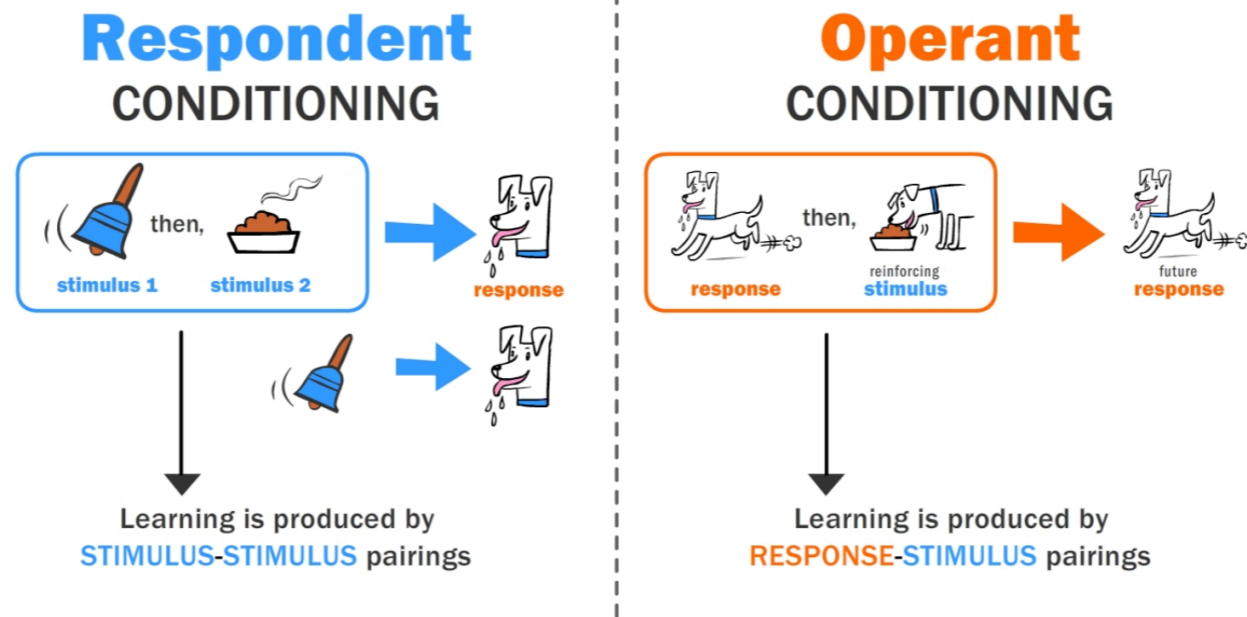 Respondent
CONDITIONING
then,
stimulus 1
stimulus 2
response
Learning is produced by
STIMULUS-STIMULUS pairings
Operant
CONDITIONING
then,
response
reinforcing
stimulus
future
response
Learning is produced by
RESPONSE-STIMULUS pairings